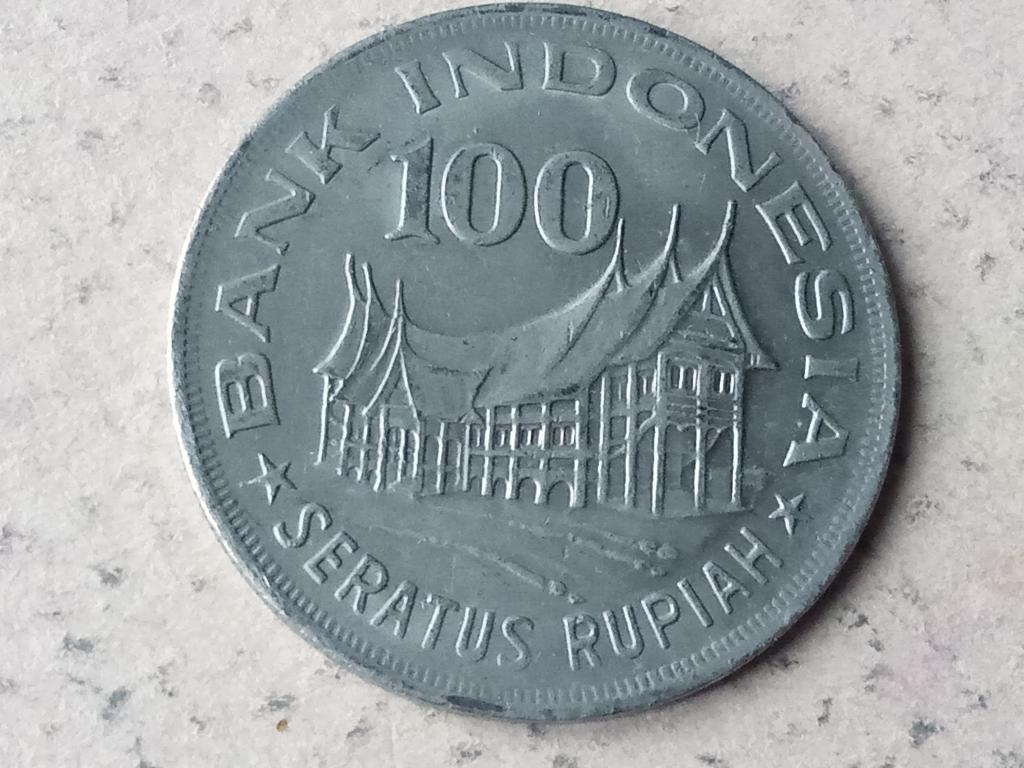 BANK INDONESIA
100
SERATUS RUPIAH